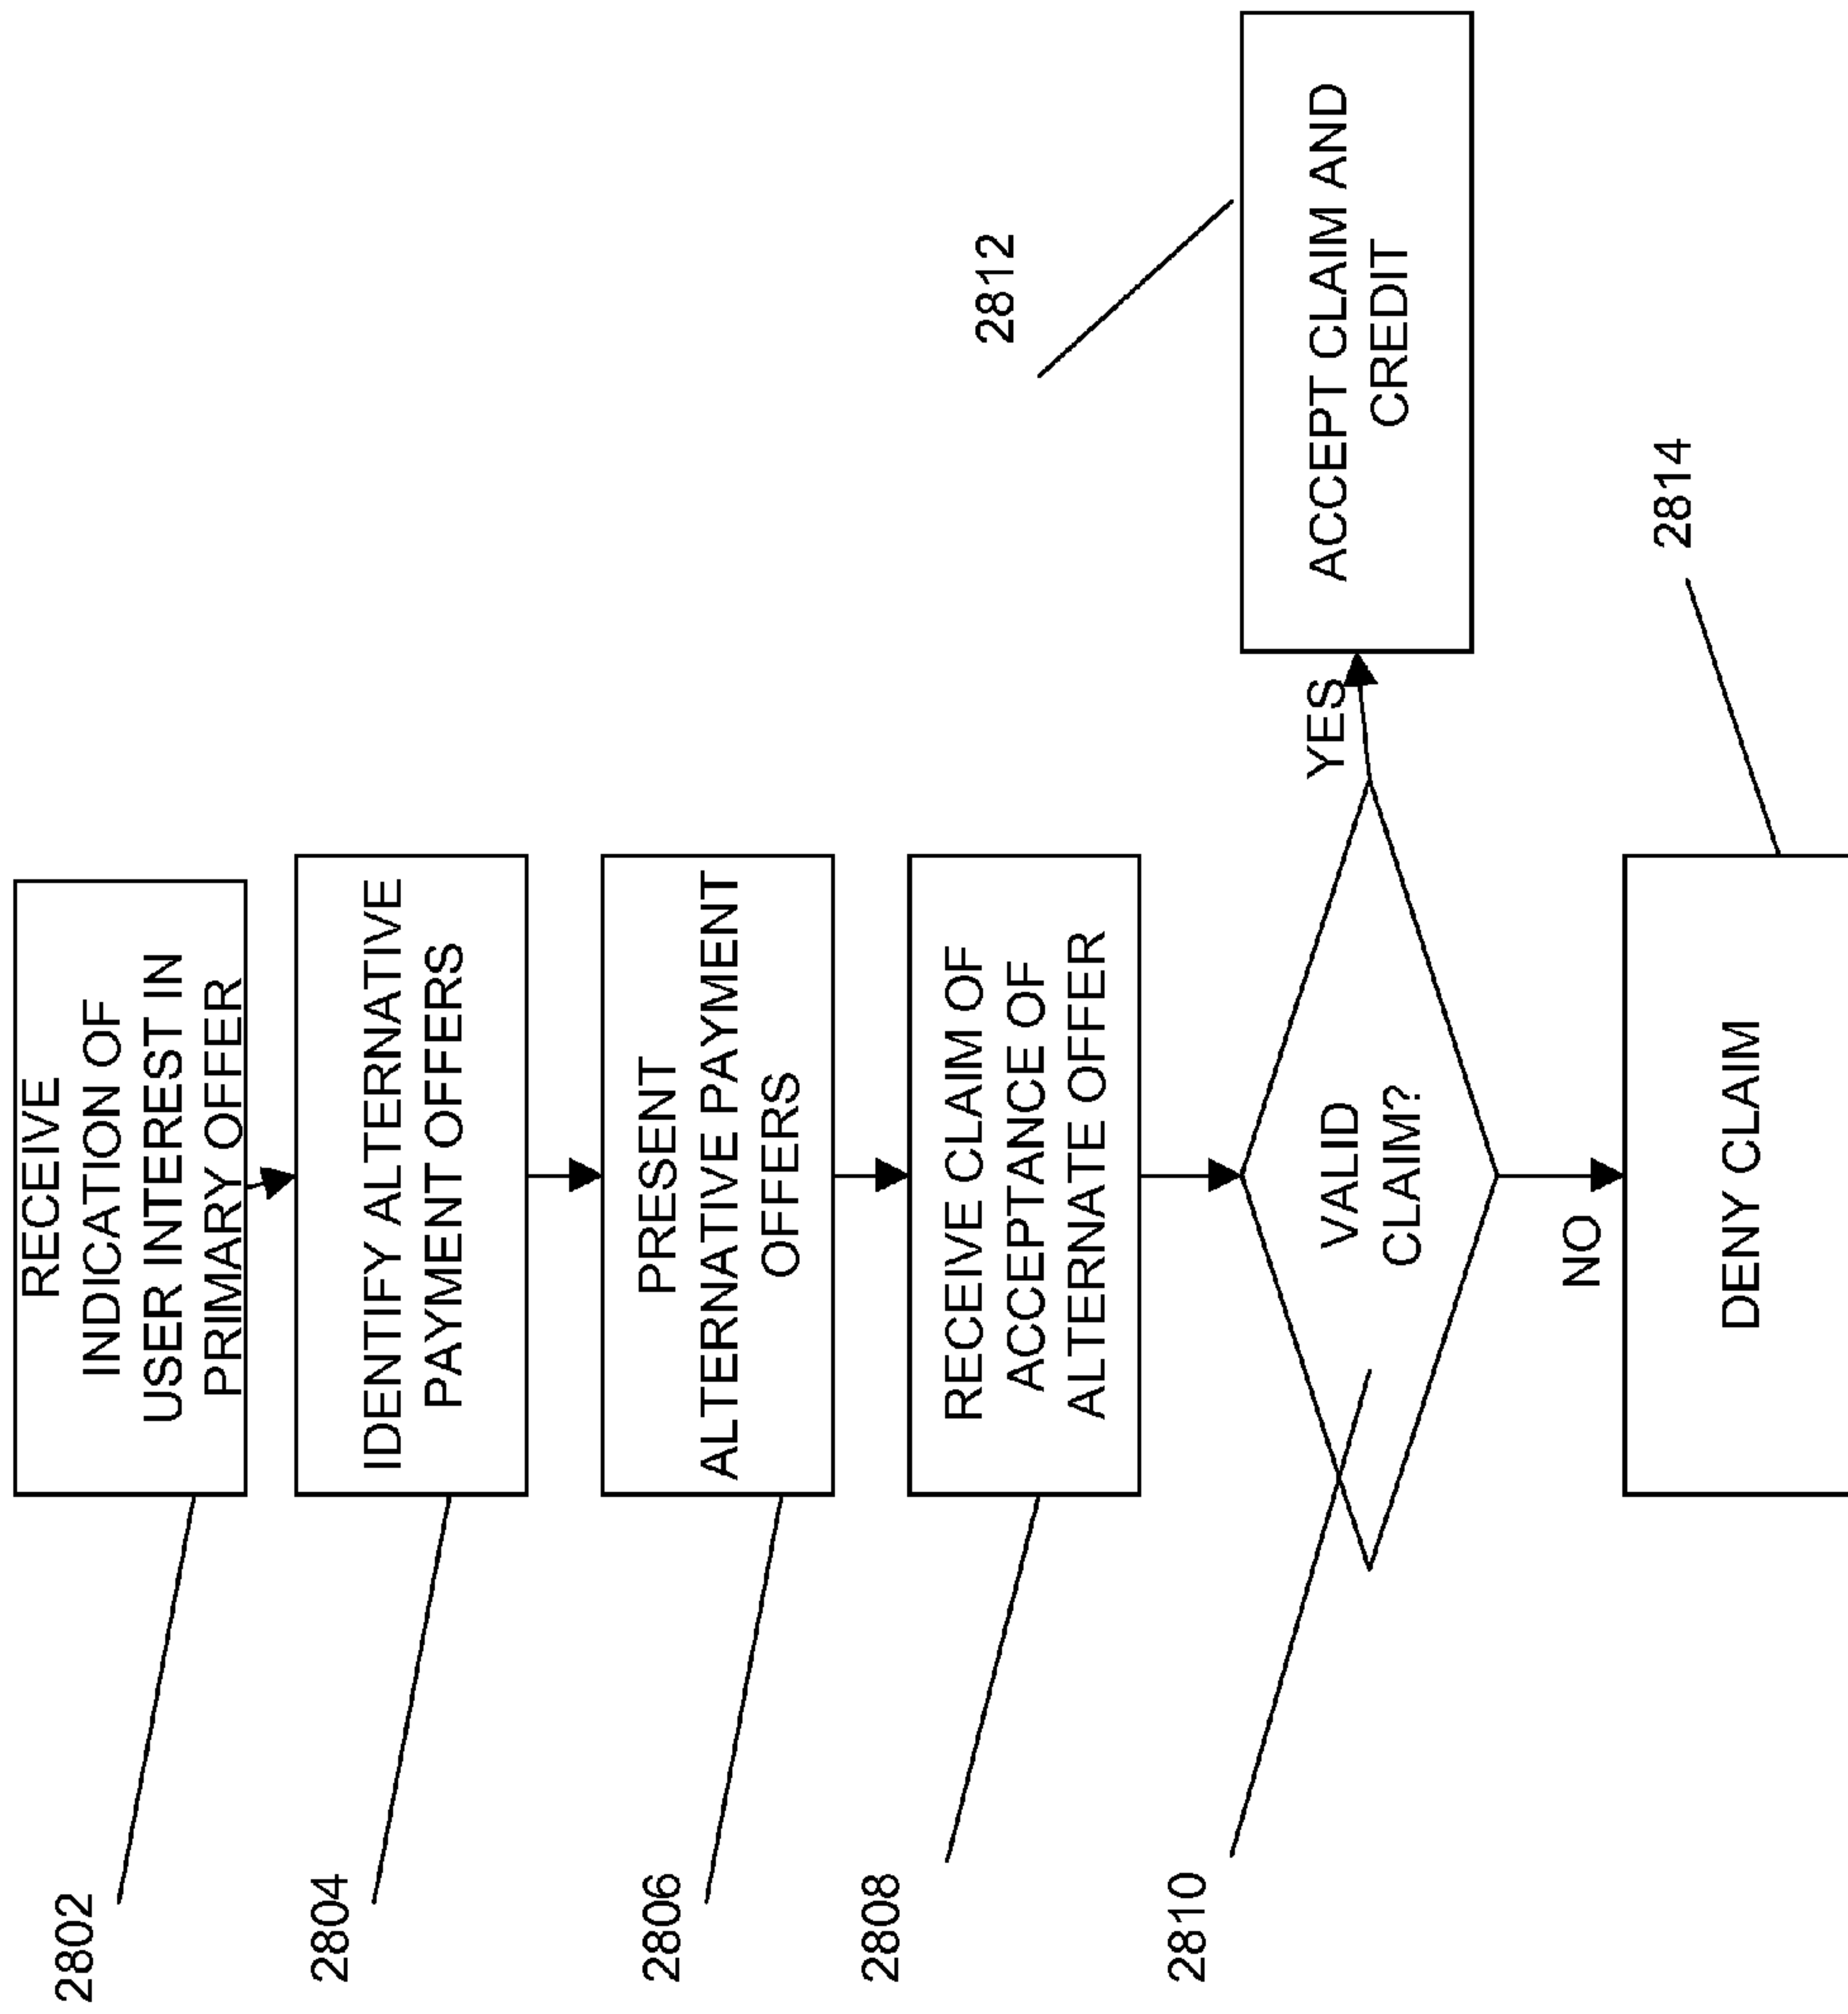 2802
RECEIVE
INDICATION OF
USER INTEREST IN
PRIMARY OFFER
2804
IDENTIFY ALTERNATIVE
PAYMENT OFFERS
2806
PRESENT
ALTERNATIVE PAYMENT
OFFERS
2808
RECEIVE CLAIM OF
ACCEPTANCE OF
ALTERNATE OFFER
2810
VALID
CLAIM?
YES
2812
ACCEPT CLAIM AND
CREDIT
NO
2814
DENY CLAIM